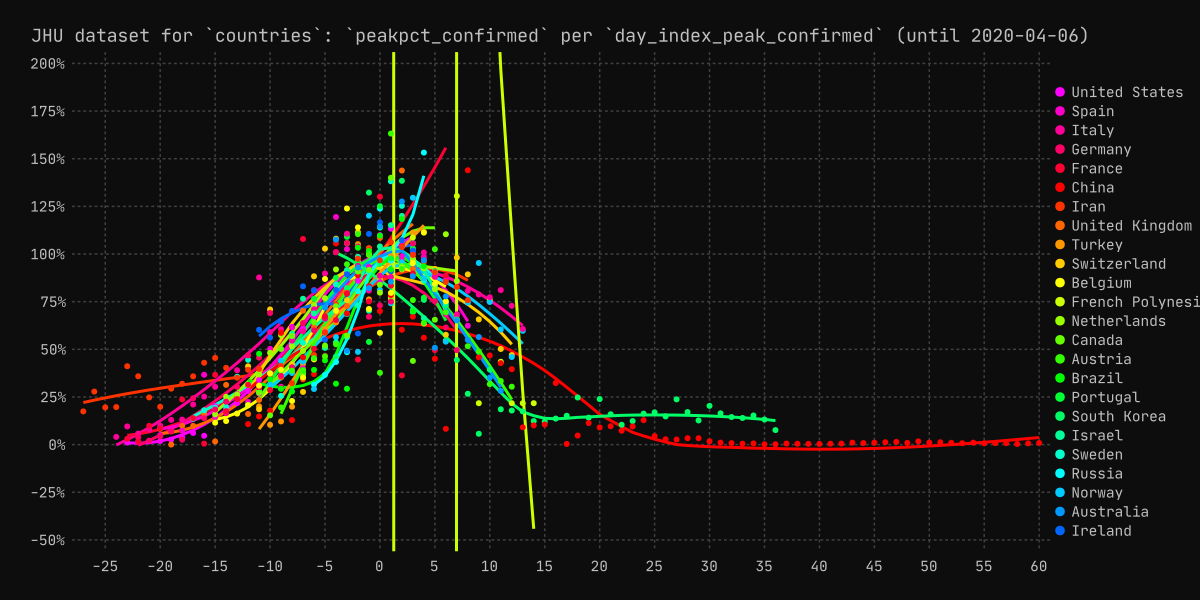 JHU dataset for `countries`: `peakpct_confirmed` per `day_index_peak_confirmed` (until 2020-04-06)
200%
175%
150%
125%
100%
75%
50%
25%
0%
-25%
-50%
-25 -20 -15 -10 -5 0 5 10 15 20 25 30 35 40 45 50 55 60
United States
Spain
Italy
Germany
France
China
Iran
United Kingdom
Turkey
Switzerland
Belgium
French Polynesi
Netherlands
Canada
Austria
Brazil
Portugal
South Korea
Israel
Sweden
Russia
Norway
Australia
Ireland